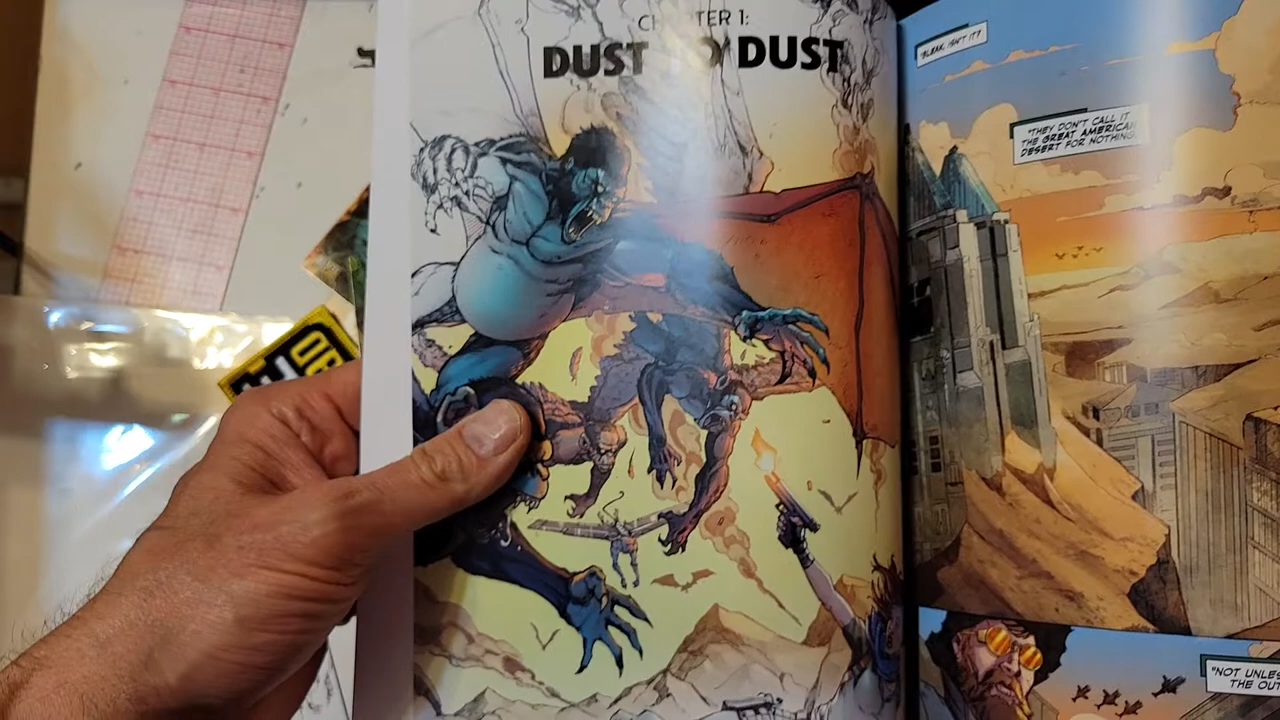 CHAPTER 1:
DUST TO DUST
"BLEAK, ISN'T IT?
"THEY DON'T CALL IT
THE GREAT AMERICAN
DESERT FOR NOTHING.
"NOT UNLES
THE OUT